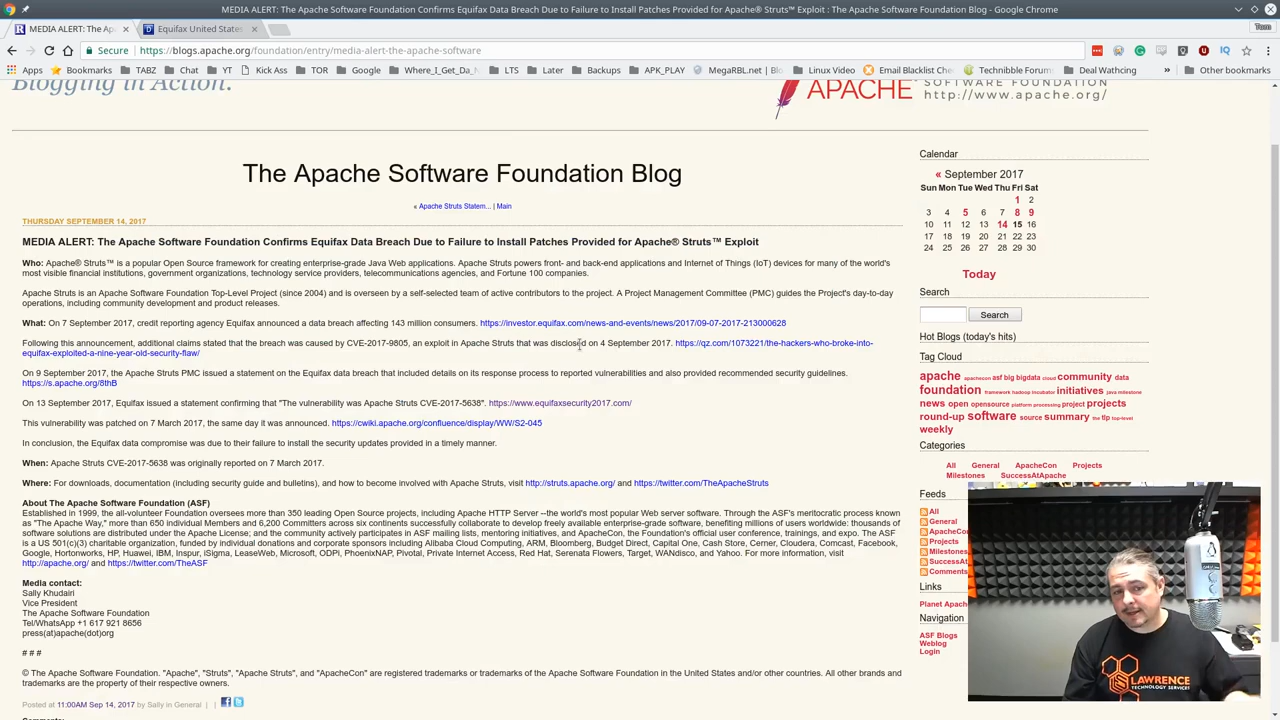 MEDIA ALERT: The Apache Software Foundation Confirms Equifax Data Breach Due to Failure to Install Patches Provided for Apache® Struts™ Exploit : The Apache Software Foundation Blog - Google Chrome
MEDIA ALERT: The Ap
Equifax United States
Tom
Secure
https://blogs.apache.org/foundation/entry/media-alert-the-apache-software
Apps
Bookmarks
TABZ
Chat
YT
Kick Ass
TOR
Google
Where_I_Get_Da_
LTS
Later
Backups
APK_PLAY
MegaRBL.net | Blo
Linux Video
Email Blacklist Chec
Technibble Forum
Deal Wathcing
»
Other bookmarks
Blogging in Action.
APACHE
SOFTWARE FOUNDATION
http://www.apache.org/
The Apache Software Foundation Blog
« Apache Struts Statem... | Main
THURSDAY SEPTEMBER 14, 2017
MEDIA ALERT: The Apache Software Foundation Confirms Equifax Data Breach Due to Failure to Install Patches Provided for Apache® Struts™ Exploit
Who: Apache® Struts™ is a popular Open Source framework for creating enterprise-grade Java Web applications. Apache Struts powers front- and back-end applications and Internet of Things (IoT) devices for many of the world's
most visible financial institutions, government organizations, technology service providers, telecommunications agencies, and Fortune 100 companies.
Apache Struts is an Apache Software Foundation Top-Level Project (since 2004) and is overseen by a self-selected team of active contributors to the project. A Project Management Committee (PMC) guides the Project's day-to-day
operations, including community development and product releases.
What: On 7 September 2017, credit reporting agency Equifax announced a data breach affecting 143 million consumers. https://investor.equifax.com/news-and-events/news/2017/09-07-2017-213000628
Following this announcement, additional claims stated that the breach was caused by CVE-2017-9805, an exploit in Apache Struts that was disclosed on 4 September 2017. https://qz.com/1073221/the-hackers-who-broke-into-
equifax-exploited-a-nine-year-old-security-flaw/
On 9 September 2017, the Apache Struts PMC issued a statement on the Equifax data breach that included details on its response process to reported vulnerabilities and also provided recommended security guidelines.
https://s.apache.org/8thB
On 13 September 2017, Equifax issued a statement confirming that "The vulnerability was Apache Struts CVE-2017-5638". https://www.equifaxsecurity2017.com/
This vulnerability was patched on 7 March 2017, the same day it was announced. https://cwiki.apache.org/confluence/display/WW/S2-045
In conclusion, the Equifax data compromise was due to their failure to install the security updates provided in a timely manner.
When: Apache Struts CVE-2017-5638 was originally reported on 7 March 2017.
Where: For downloads, documentation (including security guide and bulletins), and how to become involved with Apache Struts, visit http://struts.apache.org/ and https://twitter.com/TheApacheStruts
About The Apache Software Foundation (ASF)
Established in 1999, the all-volunteer Foundation oversees more than 350 leading Open Source projects, including Apache HTTP Server --the world's most popular Web server software. Through the ASF's meritocratic process known
as "The Apache Way," more than 650 individual Members and 6,200 Committers across six continents successfully collaborate to develop freely available enterprise-grade software, benefiting millions of users worldwide: thousands of
software solutions are distributed under the Apache License; and the community actively participates in ASF mailing lists, mentoring initiatives, and ApacheCon, the Foundation's official user conference, trainings, and expo. The ASF
is a US 501(c)(3) charitable organization, funded by individual donations and corporate sponsors including Alibaba Cloud Computing, ARM, Bloomberg, Budget Direct, Capital One, Cash Store, Cerner, Cloudera, Comcast, Facebook,
Google, Hortonworks, HP, Huawei, IBM, Inspur, iSigma, LeaseWeb, Microsoft, ODPi, PhoenixNAP, Pivotal, Private Internet Access, Red Hat, Serenata Flowers, Target, WANdisco, and Yahoo. For more information, visit
http://apache.org/ and https://twitter.com/TheASF
Media contact:
Sally Khudairi
Vice President
The Apache Software Foundation
Tel/WhatsApp +1 617 921 8656
press(at)apache(dot)org
# # #
© The Apache Software Foundation. "Apache", "Struts", "Apache Struts", and "ApacheCon" are registered trademarks or trademarks of the Apache Software Foundation in the United States and/or other countries. All other brands and
trademarks are the property of their respective owners.
Posted at 11:00AM Sep 14, 2017 by Sally in General | |
Calendar
« September 2017
Sun Mon Tue Wed Thu Fri Sat
1 2
3 4 5 6 7 8 9
10 11 12 13 14 15 16
17 18 19 20 21 22 23
24 25 26 27 28 29 30
Today
Search
Search
Hot Blogs (today's hits)
Tag Cloud
apache apachecon asf big bigdata cloud community data
foundation framework hadoop incubator initiatives java milestone
news open opensource platform processing project projects
round-up software source summary the tlp top-level
weekly
Categories
All General ApacheCon Projects
Milestones SuccessAtApache
Feeds
All
General
ApacheCo
Projects
Milestones
SuccessAt
Comments
Links
Planet Apach
Navigation
ASF Blogs
Weblog
Login
LAWRENCE
TECHNOLOGY SERVICES